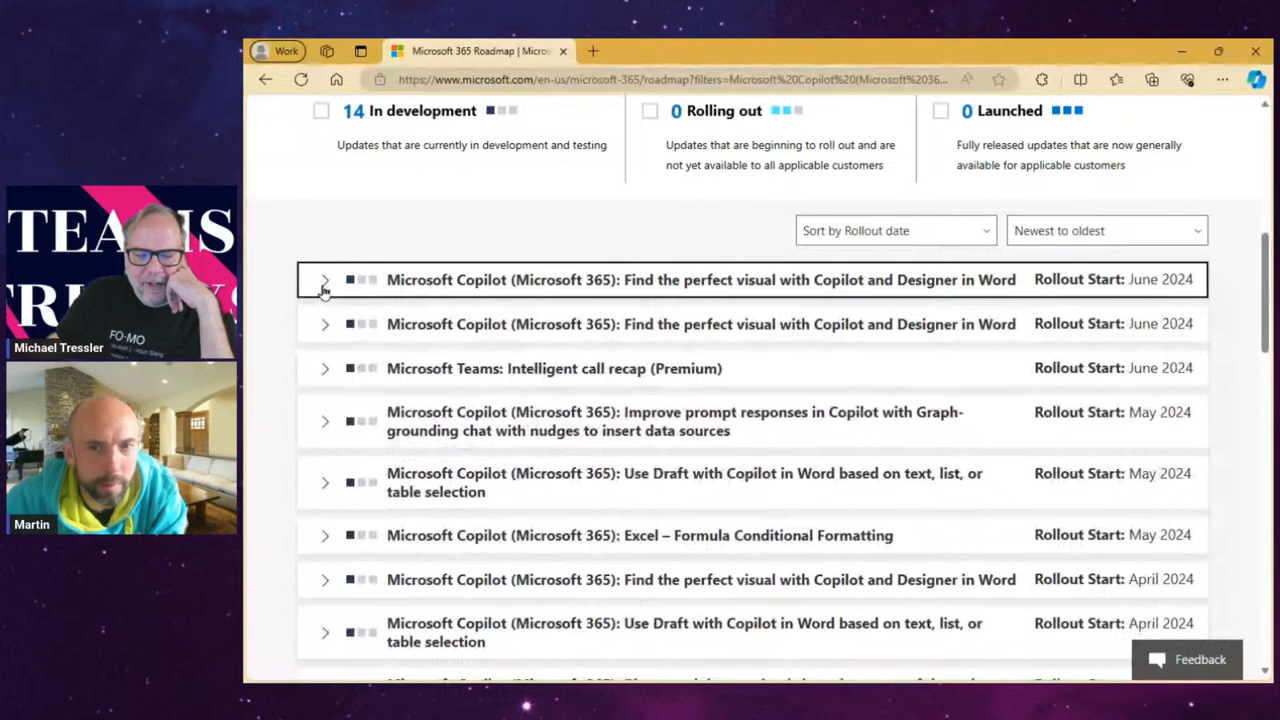 Work
Microsoft 365 Roadmap | Micros
https://www.microsoft.com/en-us/microsoft-365/roadmap?filters=Microsoft%20Copilot%20(Microsoft%2036...
14 In development
Updates that are currently in development and testing
0 Rolling out
Updates that are beginning to roll out and are
not yet available to all applicable customers
0 Launched
Fully released updates that are now generally
available for applicable customers
Sort by Rollout date
Newest to oldest
Microsoft Copilot (Microsoft 365): Find the perfect visual with Copilot and Designer in Word Rollout Start: June 2024
Microsoft Copilot (Microsoft 365): Find the perfect visual with Copilot and Designer in Word Rollout Start: June 2024
Microsoft Teams: Intelligent call recap (Premium) Rollout Start: June 2024
Microsoft Copilot (Microsoft 365): Improve prompt responses in Copilot with Graph- Rollout Start: May 2024
grounding chat with nudges to insert data sources
Microsoft Copilot (Microsoft 365): Use Draft with Copilot in Word based on text, list, or Rollout Start: May 2024
table selection
Microsoft Copilot (Microsoft 365): Excel – Formula Conditional Formatting Rollout Start: May 2024
Microsoft Copilot (Microsoft 365): Find the perfect visual with Copilot and Designer in Word Rollout Start: April 2024
Microsoft Copilot (Microsoft 365): Use Draft with Copilot in Word based on text, list, or Rollout Start: April 2024
table selection
Feedback
TEAMS
FO·MO
Michael Tressler
Martin